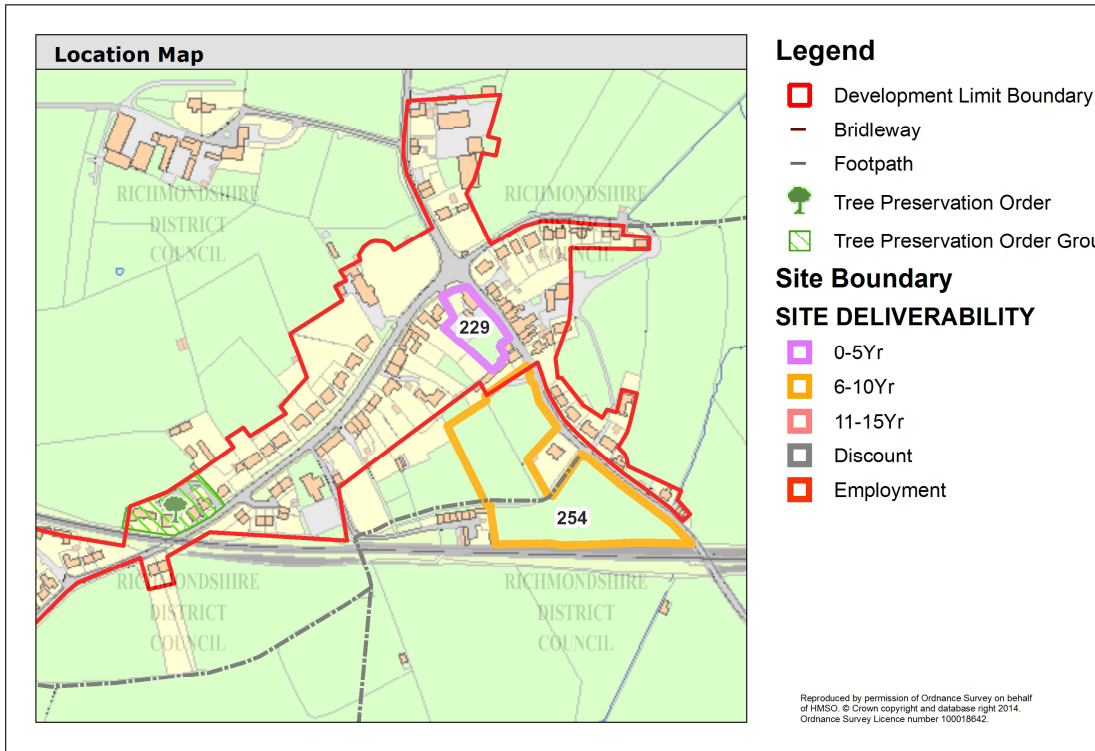 Location Map
RICHMONDSHIRE
DISTRICT
COUNCIL
RICHMONDSHIRE
DISTRICT
COUNCIL
229
254
RICHMONDSHIRE
DISTRICT
COUNCIL
RICHMONDSHIRE
DISTRICT
COUNCIL
Legend
Development Limit Boundary
Bridleway
Footpath
Tree Preservation Order
Tree Preservation Order Grou
Site Boundary
SITE DELIVERABILITY
0-5Yr
6-10Yr
11-15Yr
Discount
Employment
Reproduced by permission of Ordnance Survey on behalf
of HMSO. © Crown copyright and database right 2014.
Ordnance Survey Licence number 100018642.